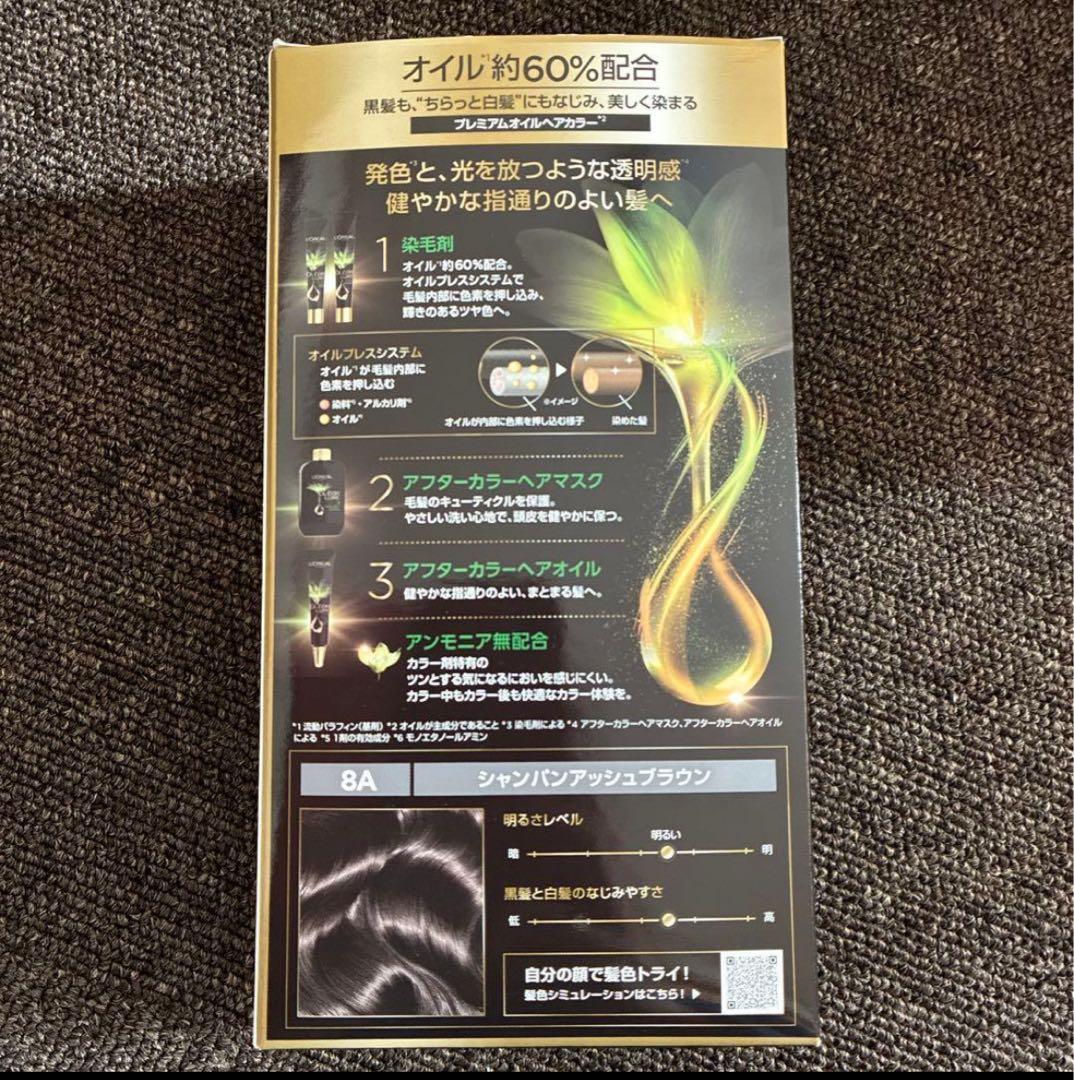 オイル*1約60%配合
黒髪も、“ちらっと白髪”にもなじみ、美しく染まる
プレミアムオイルヘアカラー*2
発色*3と、光を放つような透明感*4
健やかな指通りのよい髪へ
1 染毛剤
オイル*1約60%配合。
オイルプレスシステムで
毛髪内部に色素を押し込み、
輝きのあるツヤ色へ。
オイルプレスシステム
オイル*1が毛髪内部に
色素を押し込む
染料*5・アルカリ剤*6
オイル*1
※イメージ
オイルが内部に色素を押し込む様子
染めた髪
2 アフターカラーヘアマスク
毛髪のキューティクルを保護。
やさしい洗い心地で、頭皮を健やかに保つ。
3 アフターカラーヘアオイル
健やかな指通りのよい、まとまる髪へ。
アンモニア無配合
カラー剤特有の
ツンとする気になるにおいを感じにくい。
カラー中もカラー後も快適なカラー体験を。
*1 流動パラフィン(基剤) *2 オイルが主成分であること *3 染毛剤による *4 アフターカラーヘアマスク、アフターカラーヘアオイル
による *5 1剤の有効成分 *6 モノエタノールアミン
8A シャンパンアッシュブラウン
明るさレベル
明るい
暗 明
黒髪と白髪のなじみやすさ
低 高
自分の顔で髪色トライ!
髪色シミュレーションはこちら!▶